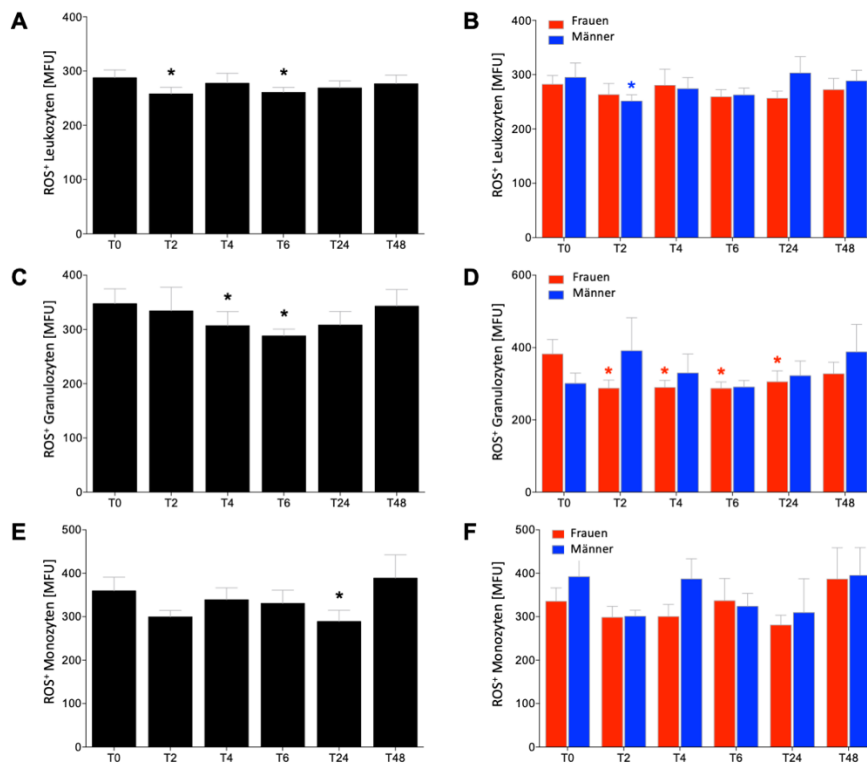 A
ROS⁺ Leukozyten [MFU]
400
300
200
100
0
*
*
T0 T2 T4 T6 T24 T48
B
ROS⁺ Leukozyten [MFU]
400
300
200
100
0
Frauen
Männer
*
T0 T2 T4 T6 T24 T48
C
ROS⁺ Granulozyten [MFU]
400
300
200
100
0
*
*
T0 T2 T4 T6 T24 T48
D
ROS⁺ Granulozyten [MFU]
600
400
200
0
Frauen
Männer
*
*
*
*
T0 T2 T4 T6 T24 T48
E
ROS⁺ Monozyten [MFU]
500
400
300
200
100
0
*
T0 T2 T4 T6 T24 T48
F
ROS⁺ Monozyten [MFU]
500
400
300
200
100
0
Frauen
Männer
T0 T2 T4 T6 T24 T48